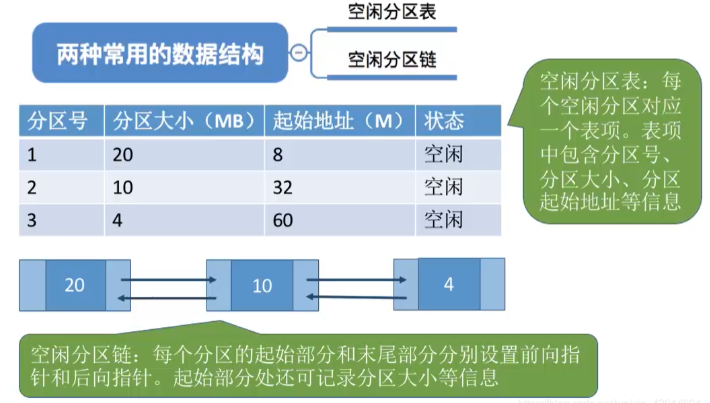 空闲分区表
两种常用的数据结构
空闲分区链
分区号 分区大小（MB） 起始地址（M） 状态
1 20 8 空闲
2 10 32 空闲
3 4 60 空闲
空闲分区表：每
个空闲分区对应
一个表项。表项
中包含分区号、
分区大小、分区
起始地址等信息
20 10 4
空闲分区链：每个分区的起始部分和末尾部分分别设置前向指
针和后向指针。起始部分处还可记录分区大小等信息